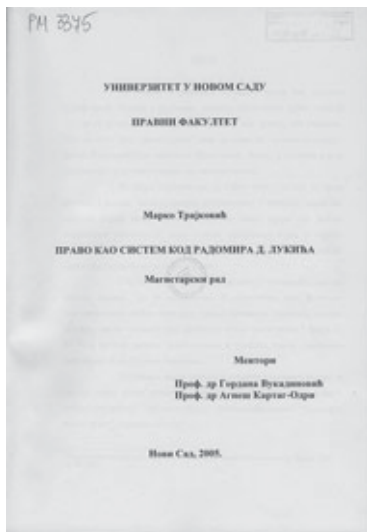 РМ 3375
УНИВЕРЗИТЕТ У НОВОМ САДУ
ПРАВНИ ФАКУЛТЕТ
Марко Трајковић
ПРАВО КАО СИСТЕМ КОД РАДОМИРА Д. ЛУКИЋА
Магистарски рад
Ментори
Проф. др Гордана Вукадиновић
Проф. др Агнеш Картаг-Одри
Нови Сад, 2005.